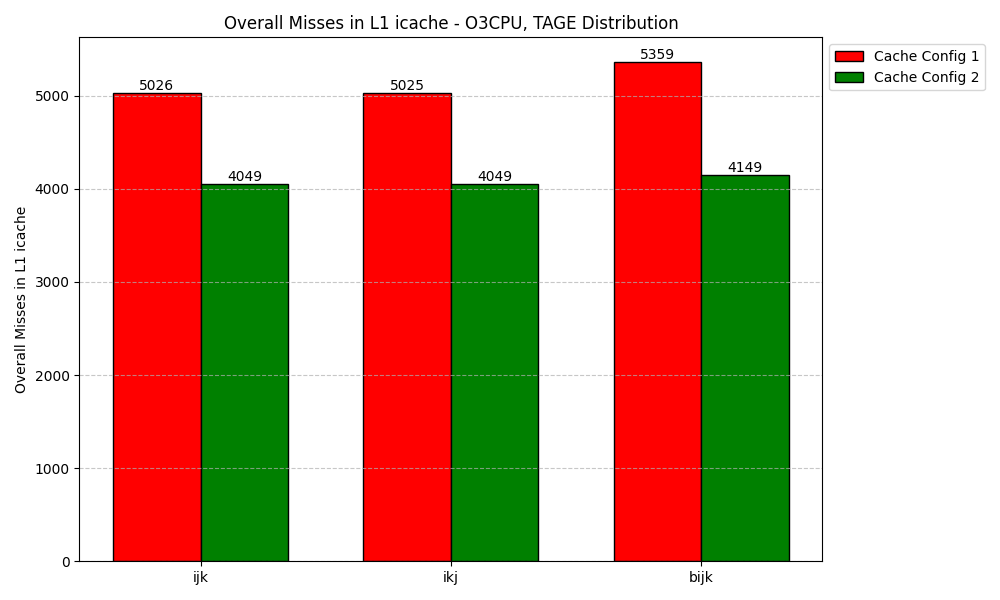 Overall Misses in L1 icache - O3CPU, TAGE Distribution
Cache Config 1
Cache Config 2
Overall Misses in L1 icache
5000
4000
3000
2000
1000
0
5026
4049
5025
4049
5359
4149
ijk
ikj
bijk